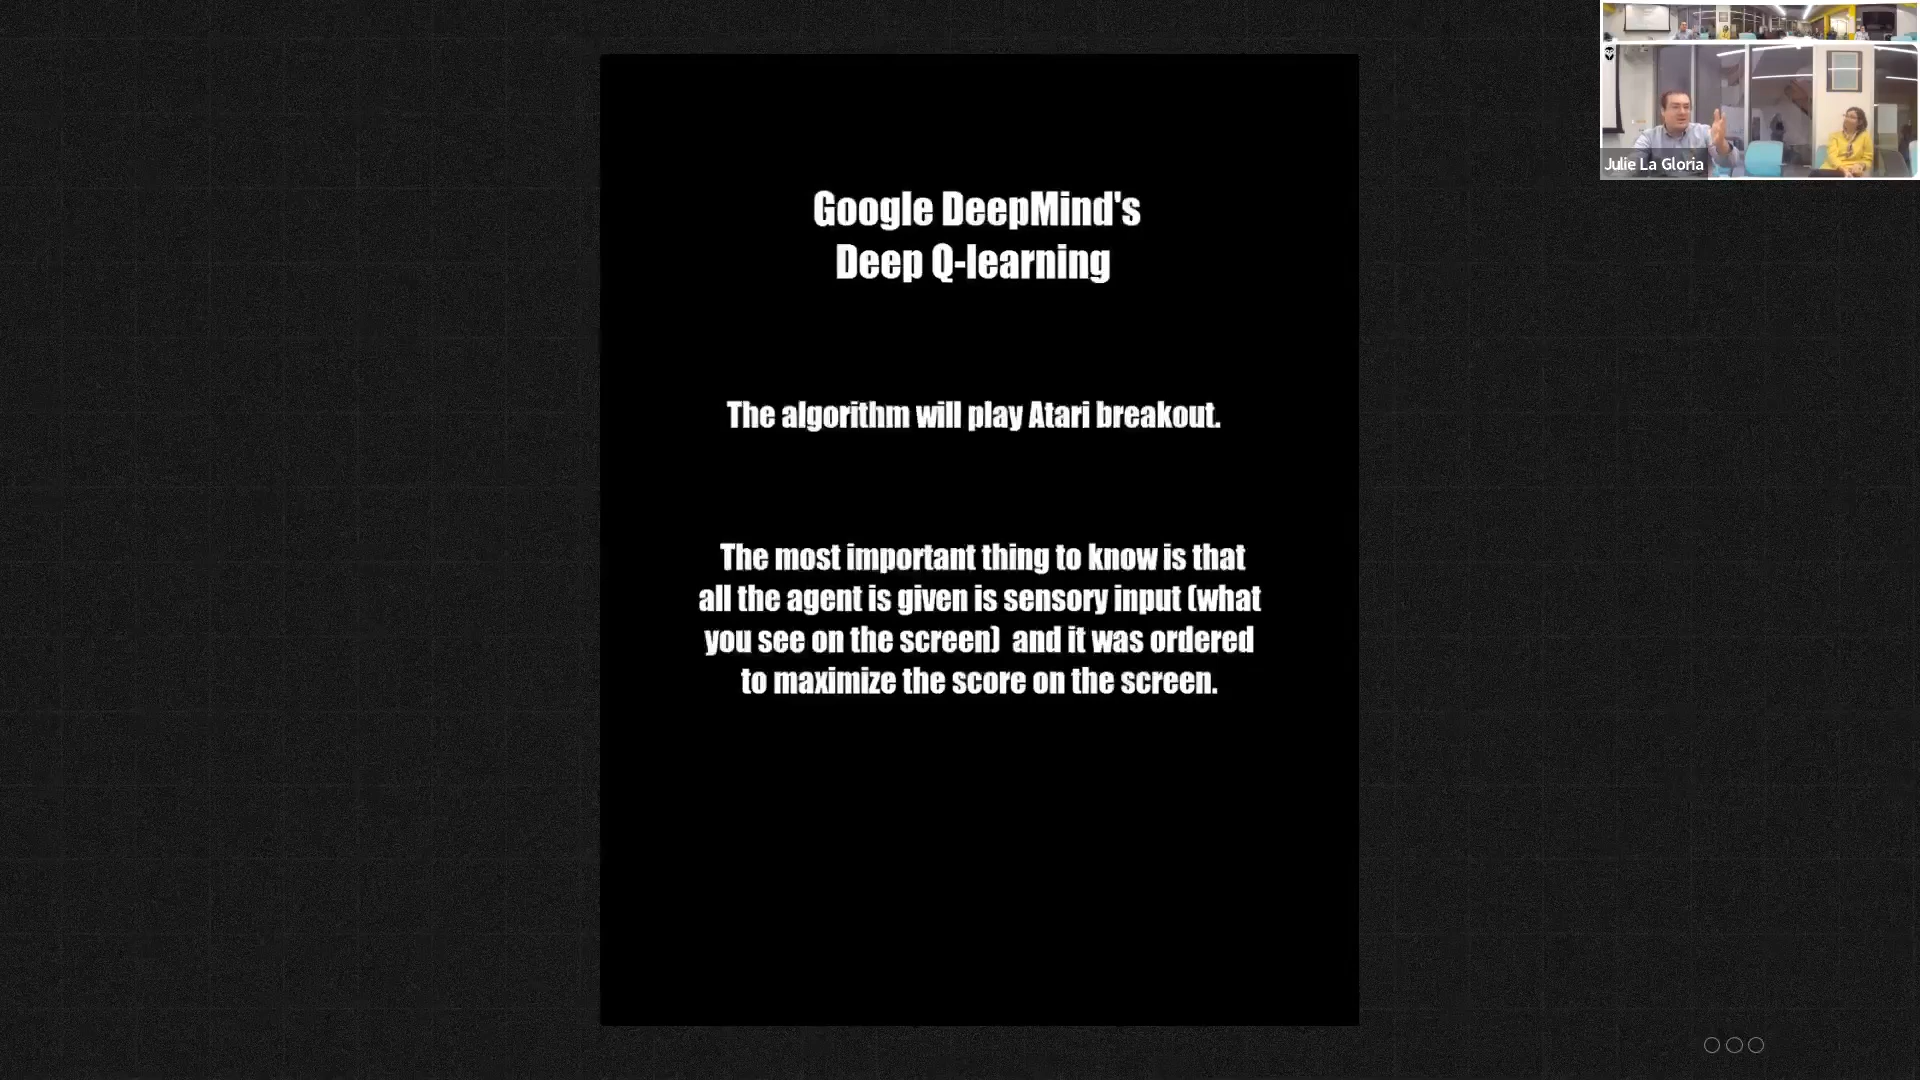 Google DeepMind's
Deep Q-learning
The algorithm will play Atari breakout.
The most important thing to know is that
all the agent is given is sensory input (what
you see on the screen)  and it was ordered
to maximize the score on the screen.
Julie La Gloria